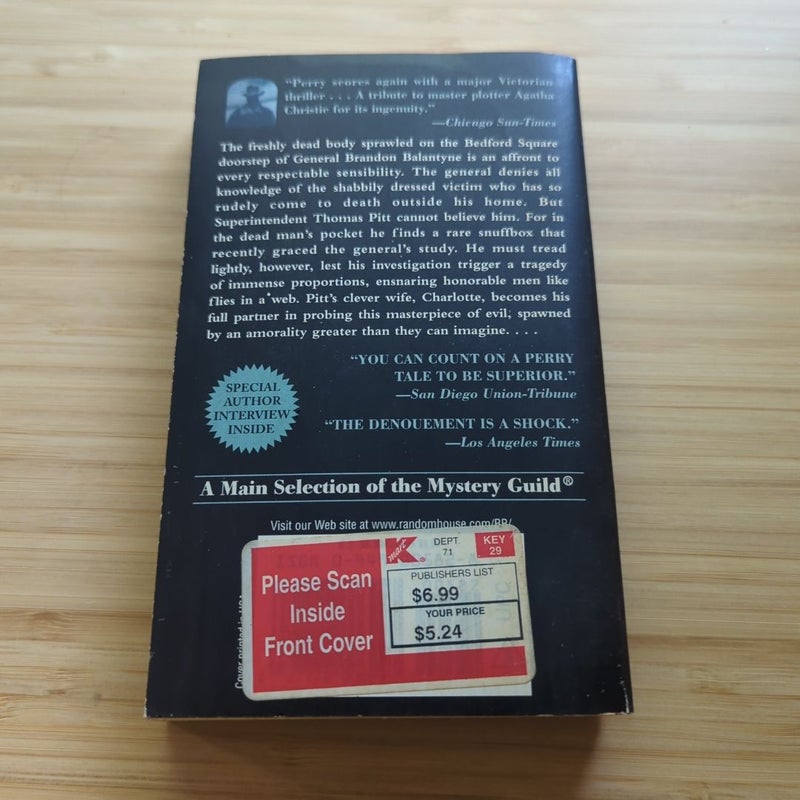 “Perry scores again with a major Victorian
thriller . . . A tribute to master plotter Agatha
Christie for its ingenuity.”
—Chicago Sun-Times
The freshly dead body sprawled on the Bedford Square
doorstep of General Brandon Balantyne is an affront to
every respectable sensibility. The general denies all
knowledge of the shabbily dressed victim who has so
rudely come to death outside his home. But
Superintendent Thomas Pitt cannot believe him. For in
the dead man’s pocket he finds a rare snuffbox that
recently graced the general’s study. He must tread
lightly, however, lest his investigation trigger a tragedy
of immense proportions, ensnaring honorable men like
flies in a web. Pitt’s clever wife, Charlotte, becomes his
full partner in probing this masterpiece of evil, spawned
by an amorality greater than they can imagine. . . .
“YOU CAN COUNT ON A PERRY
TALE TO BE SUPERIOR.”
—San Diego Union-Tribune
SPECIAL
AUTHOR
INTERVIEW
INSIDE
“THE DENOUEMENT IS A SHOCK.”
—Los Angeles Times
A Main Selection of the Mystery Guild®
Visit our Web site at www.randomhouse.com/BB/
Kmart®
DEPT.
71
KEY
29
Please Scan
Inside
Front Cover
PUBLISHERS LIST
$6.99
YOUR PRICE
$5.24
Cover printed in USA